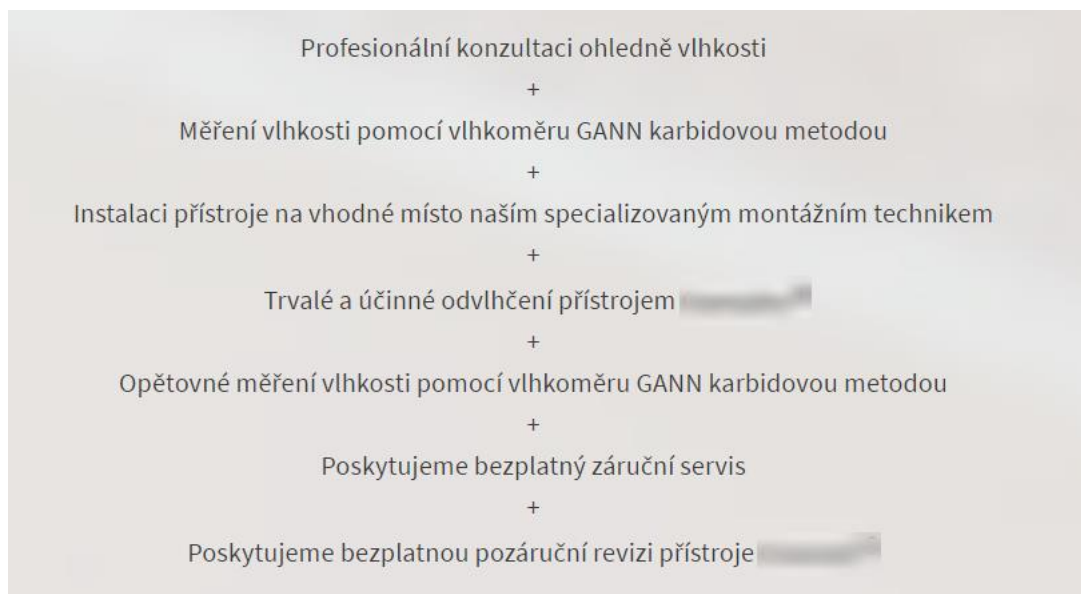 Profesionální konzultaci ohledně vlhkosti
+
Měření vlhkosti pomocí vlhkoměru GANN karbidovou metodou
+
Instalaci přístroje na vhodné místo naším specializovaným montážním technikem
+
Trvalé a účinné odvlhčení přístrojem
+
Opětovné měření vlhkosti pomocí vlhkoměru GANN karbidovou metodou
+
Poskytujeme bezplatný záruční servis
+
Poskytujeme bezplatnou pozáruční revizi přístroje